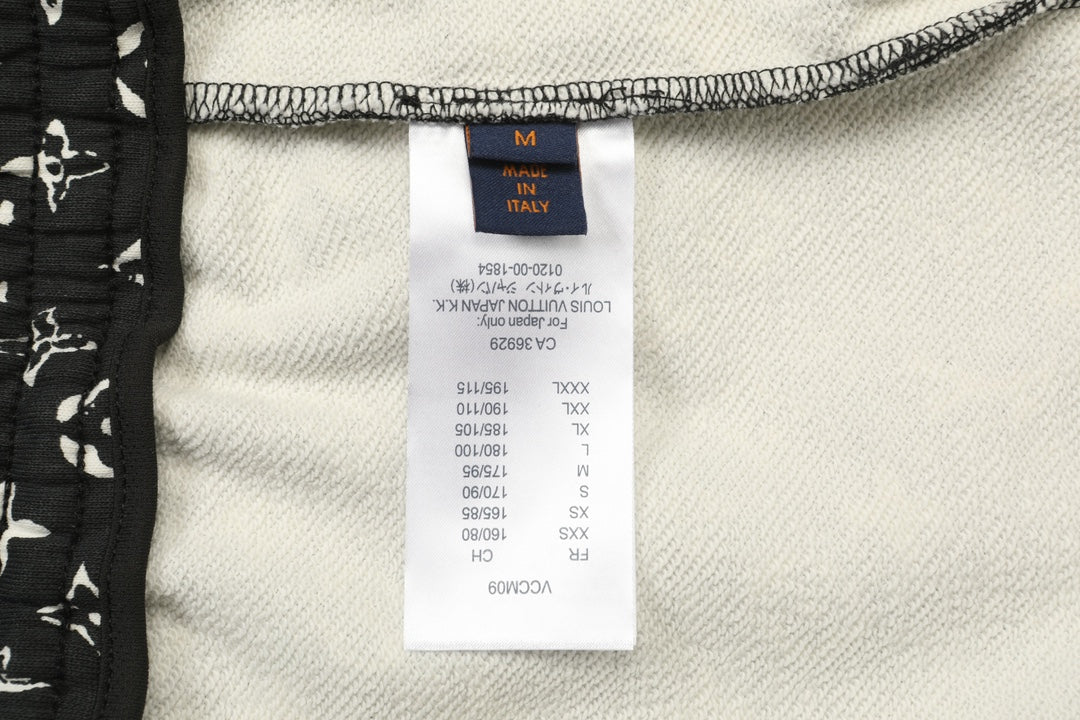 M
MADE
IN
ITALY
VCCM09
FR CH
XXS 160/80
XS 165/85
S 170/90
M 175/95
L 180/100
XL 185/105
XXL 190/110
XXXL 195/115
CA 36929
For Japan only:
LOUIS VUITTON JAPAN K.K.
ルイ・ヴィトン ジャパン(株)
0120-00-1854